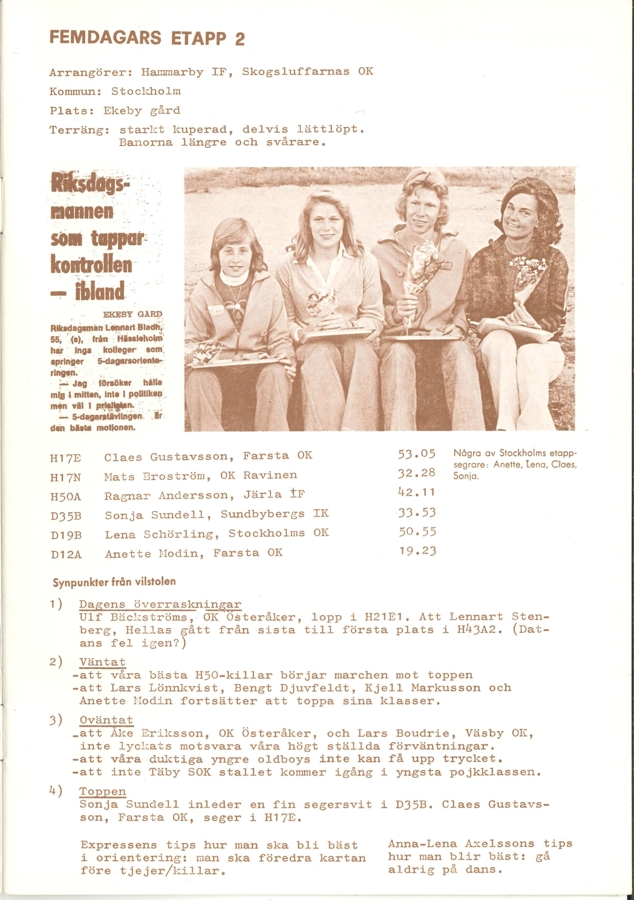 FEMDAGARS ETAPP 2
Arrangörer: Hammarby IF, Skogsluffarnas OK
Kommun: Stockholm
Plats: Ekeby gård
Terräng: starkt kuperad, delvis lättlöpt.
Banorna längre och svårare.
Riksdags-
mannen
som tappar
kontrollen
— ibland
EKEBY GÅRD
Riksdagsman Lennart Bladh,
55, (s), från Hässleholm
har inga kolleger som
springer 5-dagarsoriente-
ringen.
— Jag försöker hålla
mig i mitten, inte i politiken
men väl i prislistan.
— 5-dagarstävlingen är
den bästa motionen.
H17E Claes Gustavsson, Farsta OK 53.05
H17N Mats Broström, OK Ravinen 32.28
H50A Ragnar Andersson, Järla IF 42.11
D35B Sonja Sundell, Sundbybergs IK 33.53
D19B Lena Schörling, Stockholms OK 50.55
D12A Anette Modin, Farsta OK 19.23
Några av Stockholms etapp-
segrare: Anette, Lena, Claes,
Sonja.
Synpunkter från vilstolen
1) Dagens överraskningar
Ulf Bäckströms, OK Österåker, lopp i H21E1. Att Lennart Sten-
berg, Hellas gått från sista till första plats i H43A2. (Dat-
ans fel igen?)
2) Väntat
-att våra bästa H50-killar börjar marchen mot toppen
-att Lars Lönnkvist, Bengt Djuvfeldt, Kjell Markusson och
Anette Modin fortsätter att toppa sina klasser.
3) Oväntat
-att Åke Eriksson, OK Österåker, och Lars Boudrie, Väsby OK,
inte lyckats motsvara våra högt ställda förväntningar.
-att våra duktiga yngre oldboys inte kan få upp trycket.
-att inte Täby SOK stallet kommer igång i yngsta pojkklassen.
4) Toppen
Sonja Sundell inleder en fin segersvit i D35B. Claes Gustavs-
son, Farsta OK, seger i H17E.
Expressens tips hur man ska bli bäst
i orientering: man ska föredra kartan
före tjejer/killar.
Anna-Lena Axelssons tips
hur man blir bäst: gå
aldrig på dans.